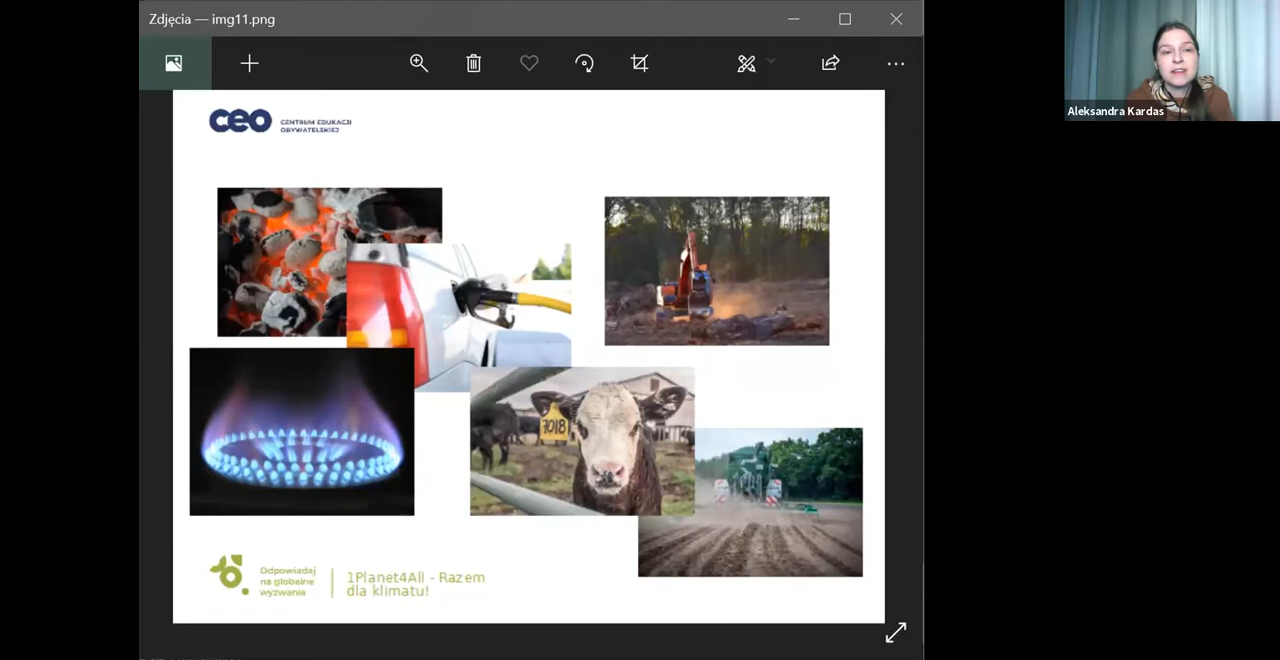 Zdjęcia — img11.png
Aleksandra Kardas
ceo
CENTRUM EDUKACJI
OBYWATELSKIEJ
7018
Odpowiadaj
na globalne
wyzwania
1Planet4All - Razem
dla klimatu!